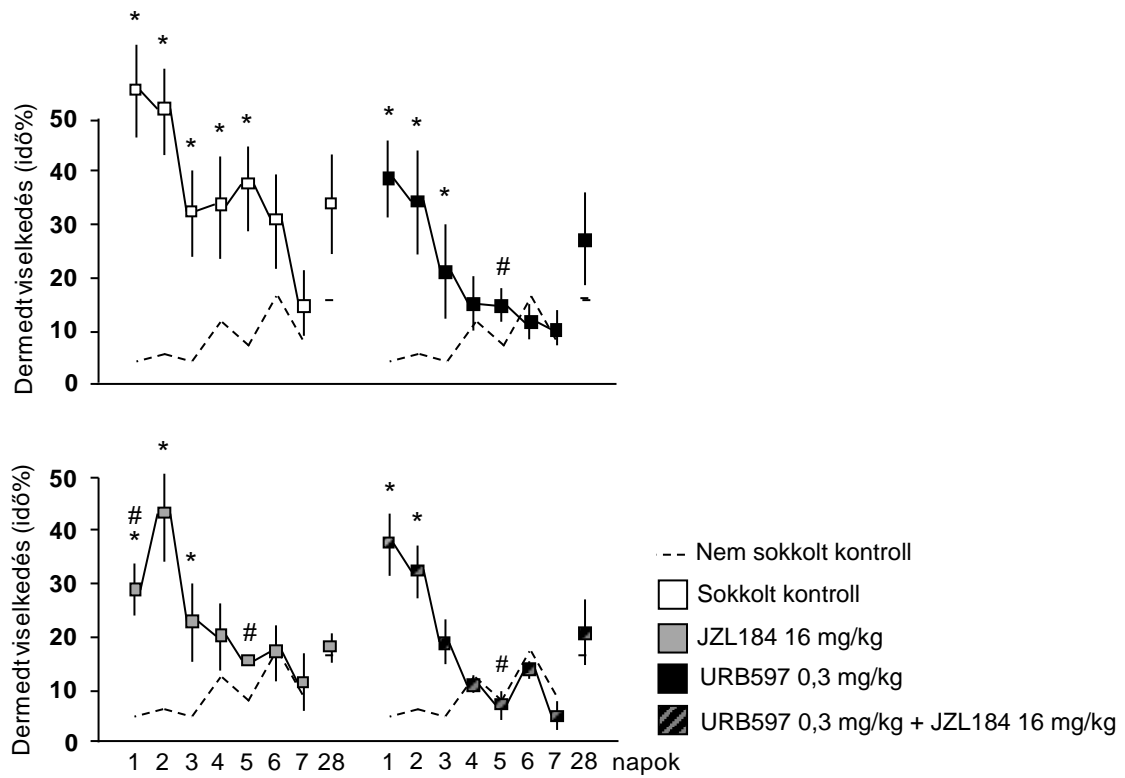 * * * * *
* * *
50
40
30
20
10
0
#
Dermedt viselkedés (idő%)
* * *
# #
50
40
30
20
10
0
* *
#
Dermedt viselkedés (idő%)
1 2 3 4 5 6 7 28 1 2 3 4 5 6 7 28 napok
Nem sokkolt kontroll
Sokkolt kontroll
JZL184 16 mg/kg
URB597 0,3 mg/kg
URB597 0,3 mg/kg + JZL184 16 mg/kg